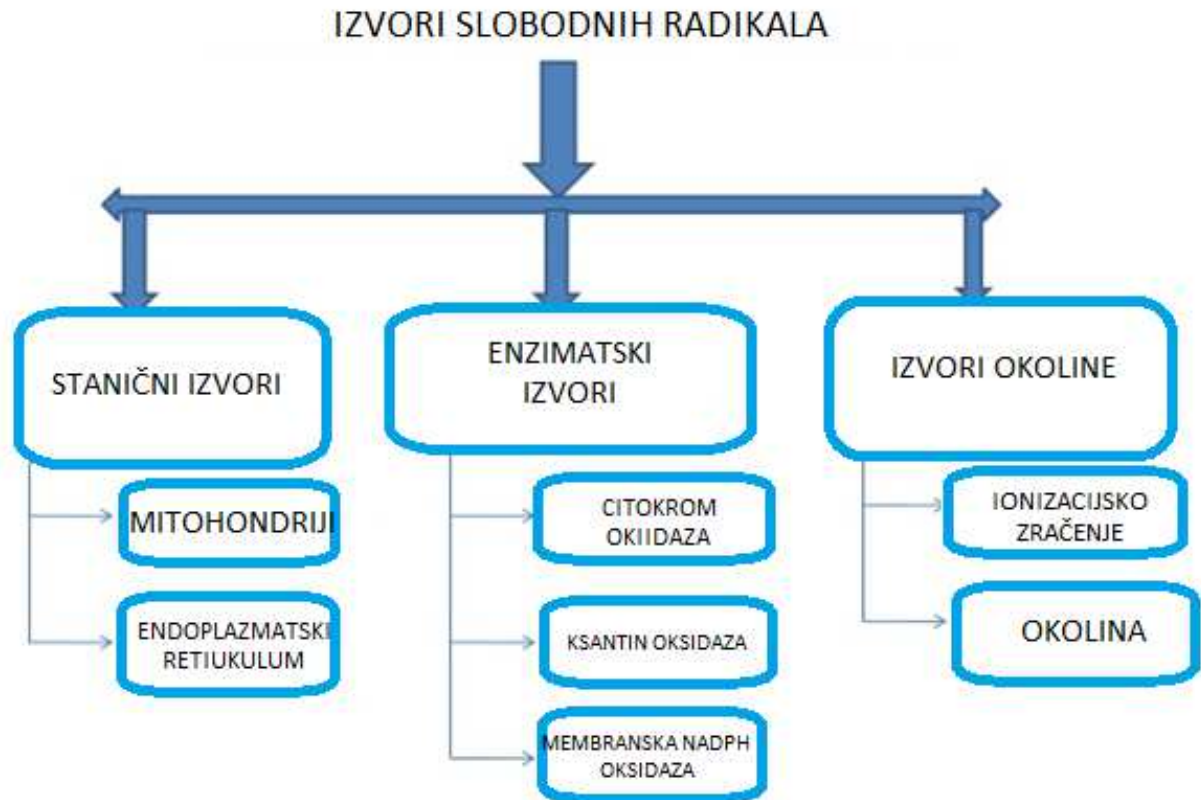 IZVORI SLOBODNIH RADIKALA
STANIČNI IZVORI
MITOHONDRIJI
ENDOPLAZMATSKI
RETIUKULUM
ENZIMATSKI
IZVORI
CITOKROM
OKIIDAZA
KSANTIN OKSIDAZA
MEMBRANSKA NADPH
OKSIDAZA
IZVORI OKOLINE
IONIZACIJSKO
ZRAČENJE
OKOLINA